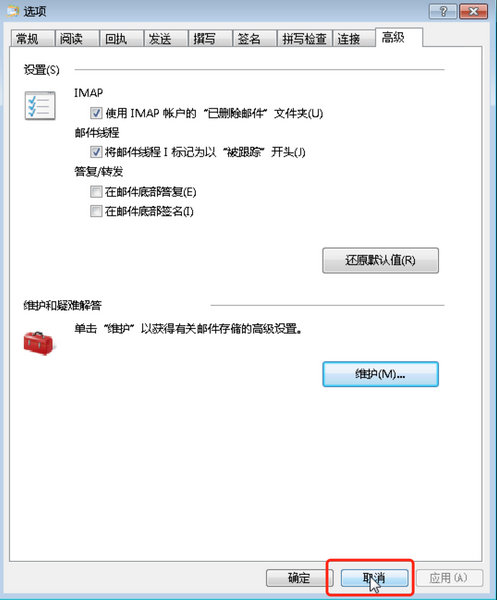 选项
常规 阅读 回执 发送 撰写 签名 拼写检查 连接 高级
设置(S)
IMAP
使用 IMAP 帐户的“已删除邮件”文件夹(U)
邮件线程
将邮件线程 I 标记为以“被跟踪”开头(J)
答复/转发
在邮件底部答复(E)
在邮件底部签名(I)
还原默认值(R)
维护和疑难解答
单击“维护”以获得有关邮件存储的高级设置。
维护(M)...
确定 取消 应用(A)